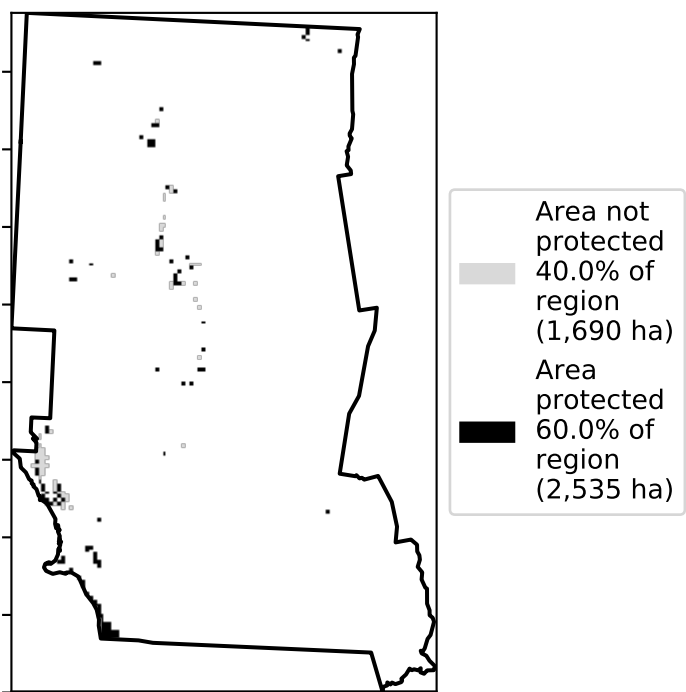 Area not
protected
40.0% of
region
(1,690 ha)
Area
protected
60.0% of
region
(2,535 ha)